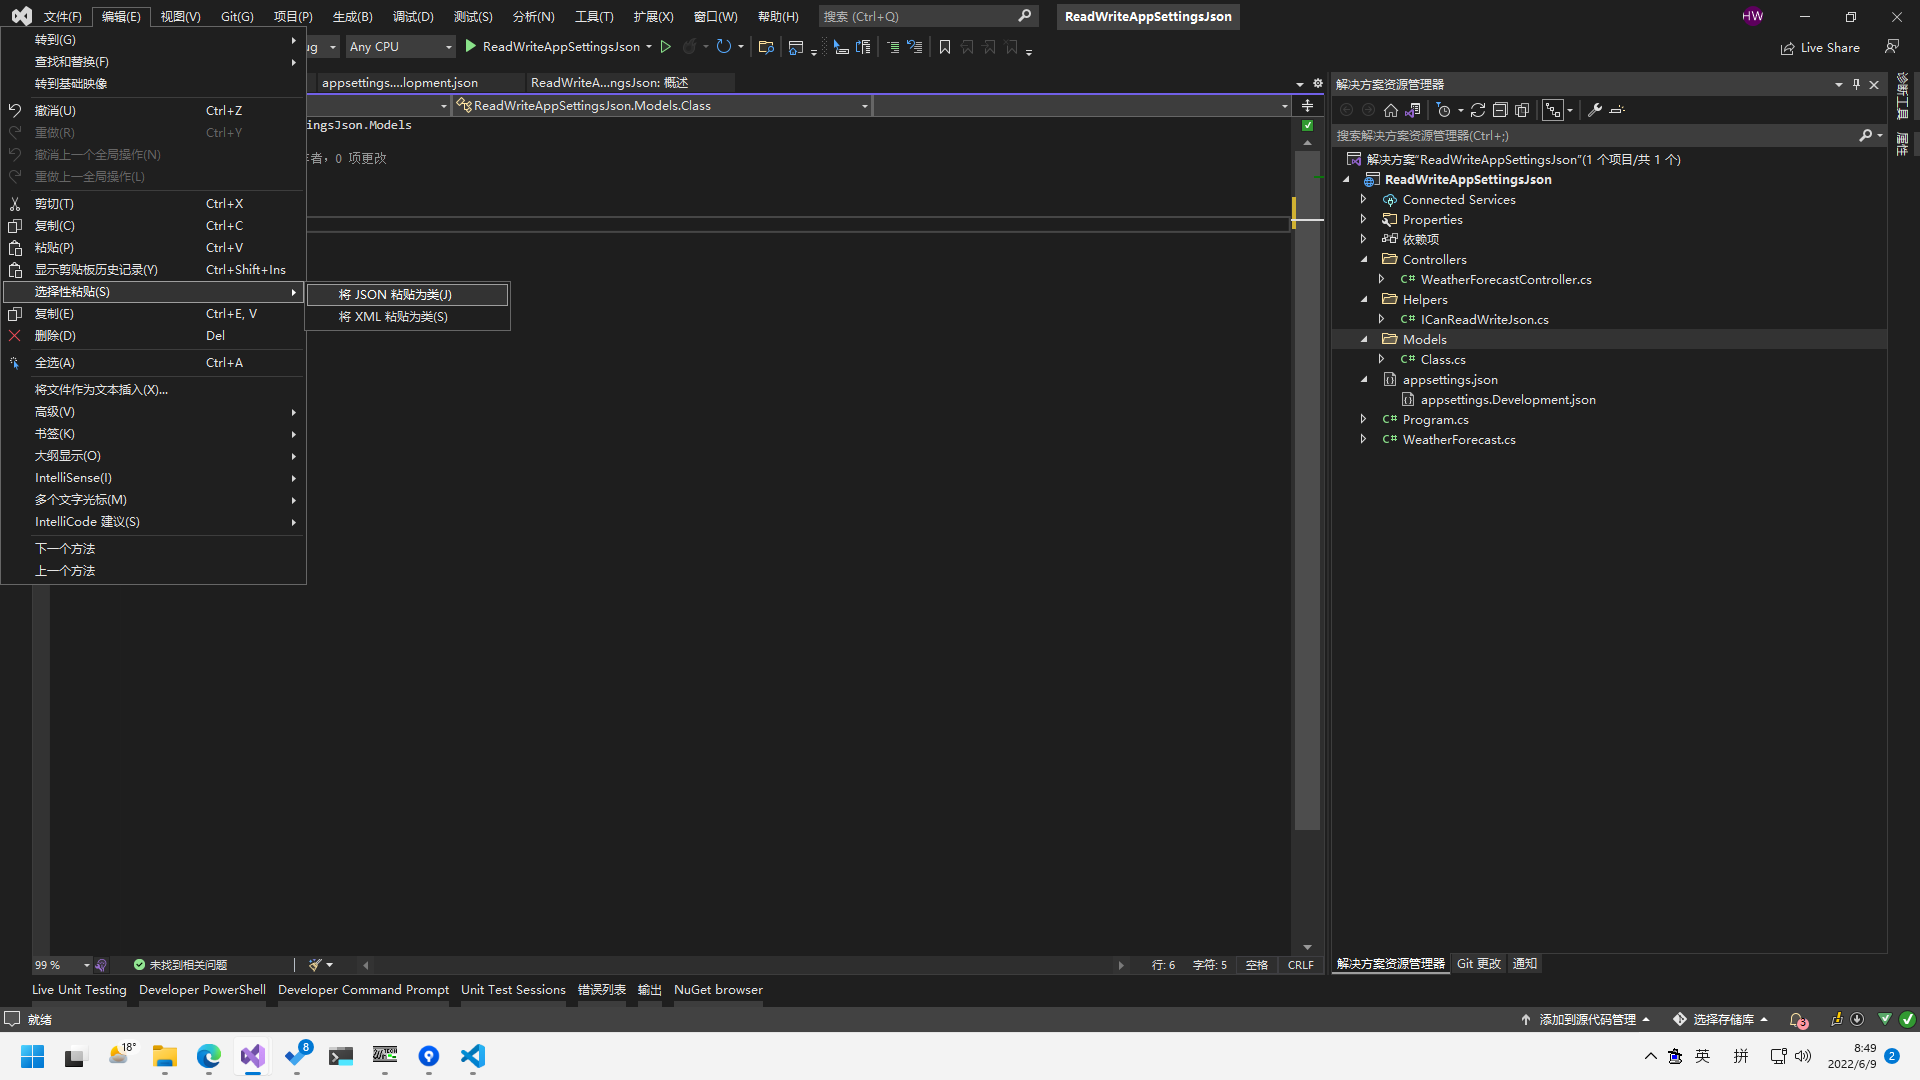 文件(F) 编辑(E) 视图(V) Git(G) 项目(P) 生成(B) 调试(D) 测试(S) 分析(N) 工具(T) 扩展(X) 窗口(W) 帮助(H) 搜索 (Ctrl+Q) ReadWriteAppSettingsJson HW
ug Any CPU ReadWriteAppSettingsJson Live Share
转到(G)
查找和替换(F)
转到基础映像
撤消(U) Ctrl+Z
重做(R) Ctrl+Y
撤消上一个全局操作(N)
重做上一全局操作(L)
剪切(T) Ctrl+X
复制(C) Ctrl+C
粘贴(P) Ctrl+V
显示剪贴板历史记录(Y) Ctrl+Shift+Ins
选择性粘贴(S)
复制(E) Ctrl+E, V
删除(D) Del
全选(A) Ctrl+A
将文件作为文本插入(X)...
高级(V)
书签(K)
大纲显示(O)
IntelliSense(I)
多个文字光标(M)
IntelliCode 建议(S)
下一个方法
上一个方法
将 JSON 粘贴为类(J)
将 XML 粘贴为类(S)
appsettings....lopment.json ReadWriteA...ngsJson: 概述
ReadWriteAppSettingsJson.Models.Class
ingsJson.Models
者, 0 项更改
解决方案资源管理器
搜索解决方案资源管理器(Ctrl+;)
解决方案"ReadWriteAppSettingsJson"(1 个项目/共 1 个)
ReadWriteAppSettingsJson
Connected Services
Properties
依赖项
Controllers
C# WeatherForecastController.cs
Helpers
C# ICanReadWriteJson.cs
Models
C# Class.cs
appsettings.json
appsettings.Development.json
C# Program.cs
C# WeatherForecast.cs
诊断工具
属性
99 % 未找到相关问题 行: 6 字符: 5 空格 CRLF
解决方案资源管理器 Git 更改 通知
Live Unit Testing Developer PowerShell Developer Command Prompt Unit Test Sessions 错误列表 输出 NuGet browser
就绪 添加到源代码管理 选择存储库 3
18° 8 英 拼 8:49
2022/6/9 2